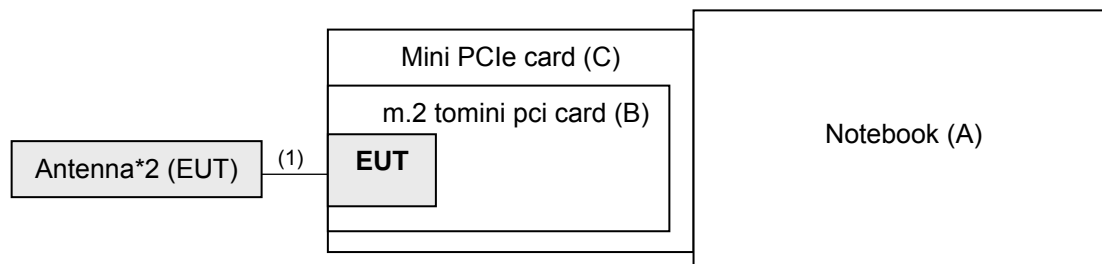 Mini PCIe card (C)
m.2 tomini pci card (B)
Notebook (A)
Antenna*2 (EUT)
(1)
EUT